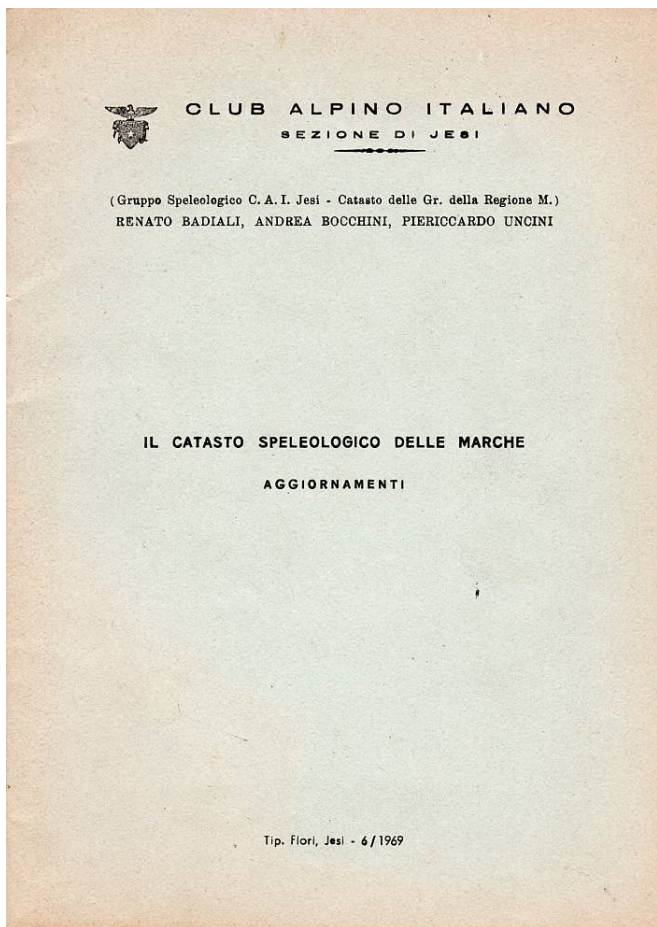 CLUB ALPINO ITALIANO
SEZIONE DI JESI
(Gruppo Speleologico C. A. I. Jesi - Catasto delle Gr. della Regione M.)
RENATO BADIALI, ANDREA BOCCHINI, PIERICCARDO UNCINI
IL CATASTO SPELEOLOGICO DELLE MARCHE
AGGIORNAMENTI
Tip. Flori, Jesi - 6/1969